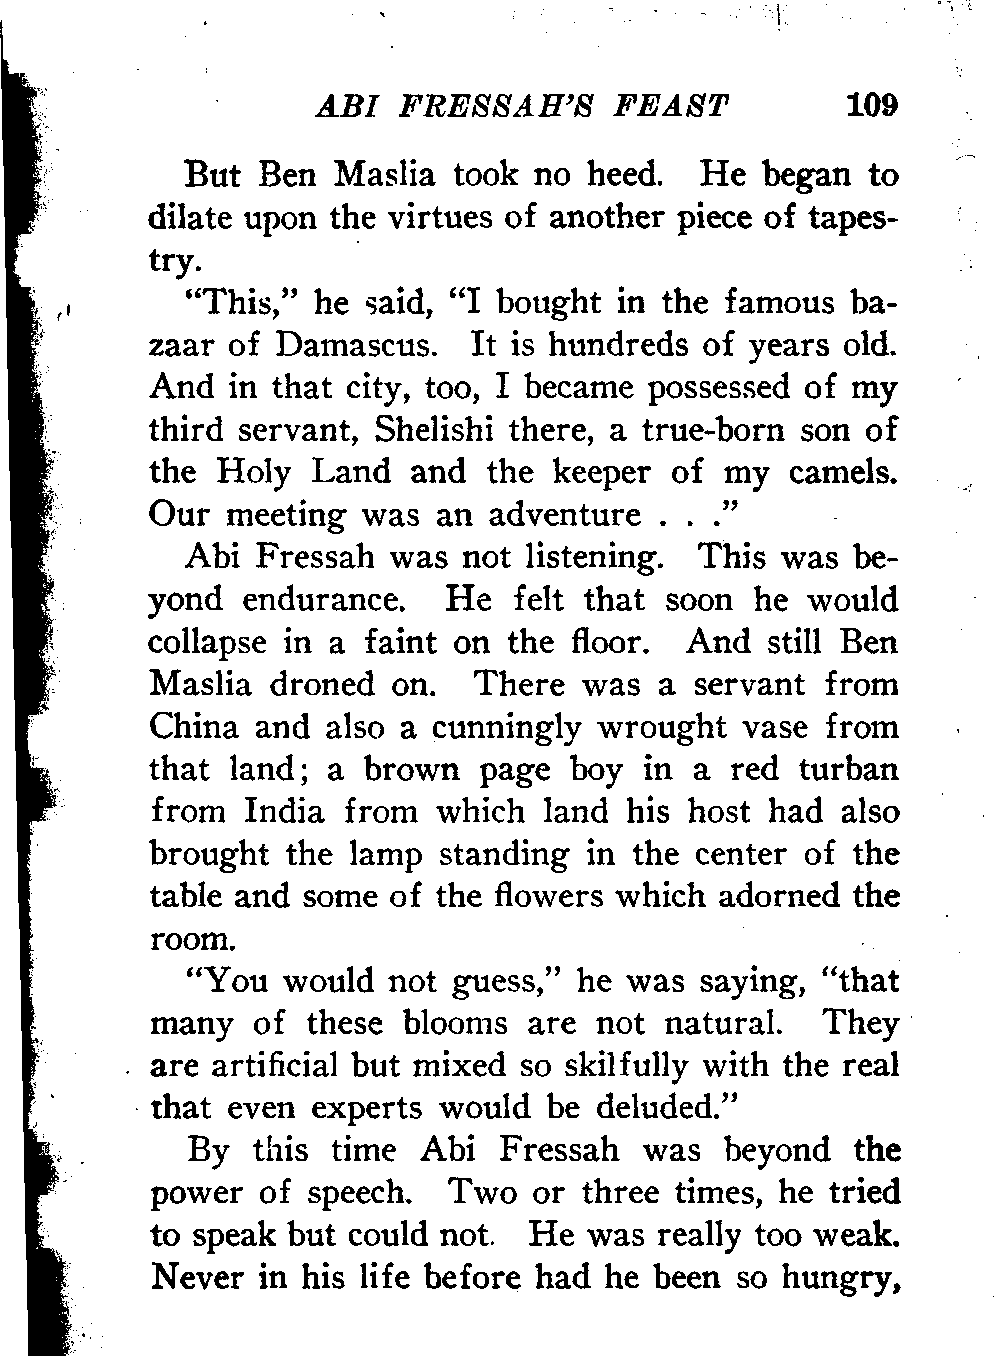 ABI FRESSAH'S FEAST 109
But Ben Maslia took no heed. He began to
dilate upon the virtues of another piece of tapes-
try.
“This,” he said, “I bought in the famous ba-
zaar of Damascus. It is hundreds of years old.
And in that city, too, I became possessed of my
third servant, Shelishi there, a true-born son of
the Holy Land and the keeper of my camels.
Our meeting was an adventure . . .”
Abi Fressah was not listening. This was be-
yond endurance. He felt that soon he would
collapse in a faint on the floor. And still Ben
Maslia droned on. There was a servant from
China and also a cunningly wrought vase from
that land; a brown page boy in a red turban
from India from which land his host had also
brought the lamp standing in the center of the
table and some of the flowers which adorned the
room.
“You would not guess,” he was saying, “that
many of these blooms are not natural. They
are artificial but mixed so skilfully with the real
that even experts would be deluded.”
By this time Abi Fressah was beyond the
power of speech. Two or three times, he tried
to speak but could not. He was really too weak.
Never in his life before had he been so hungry,